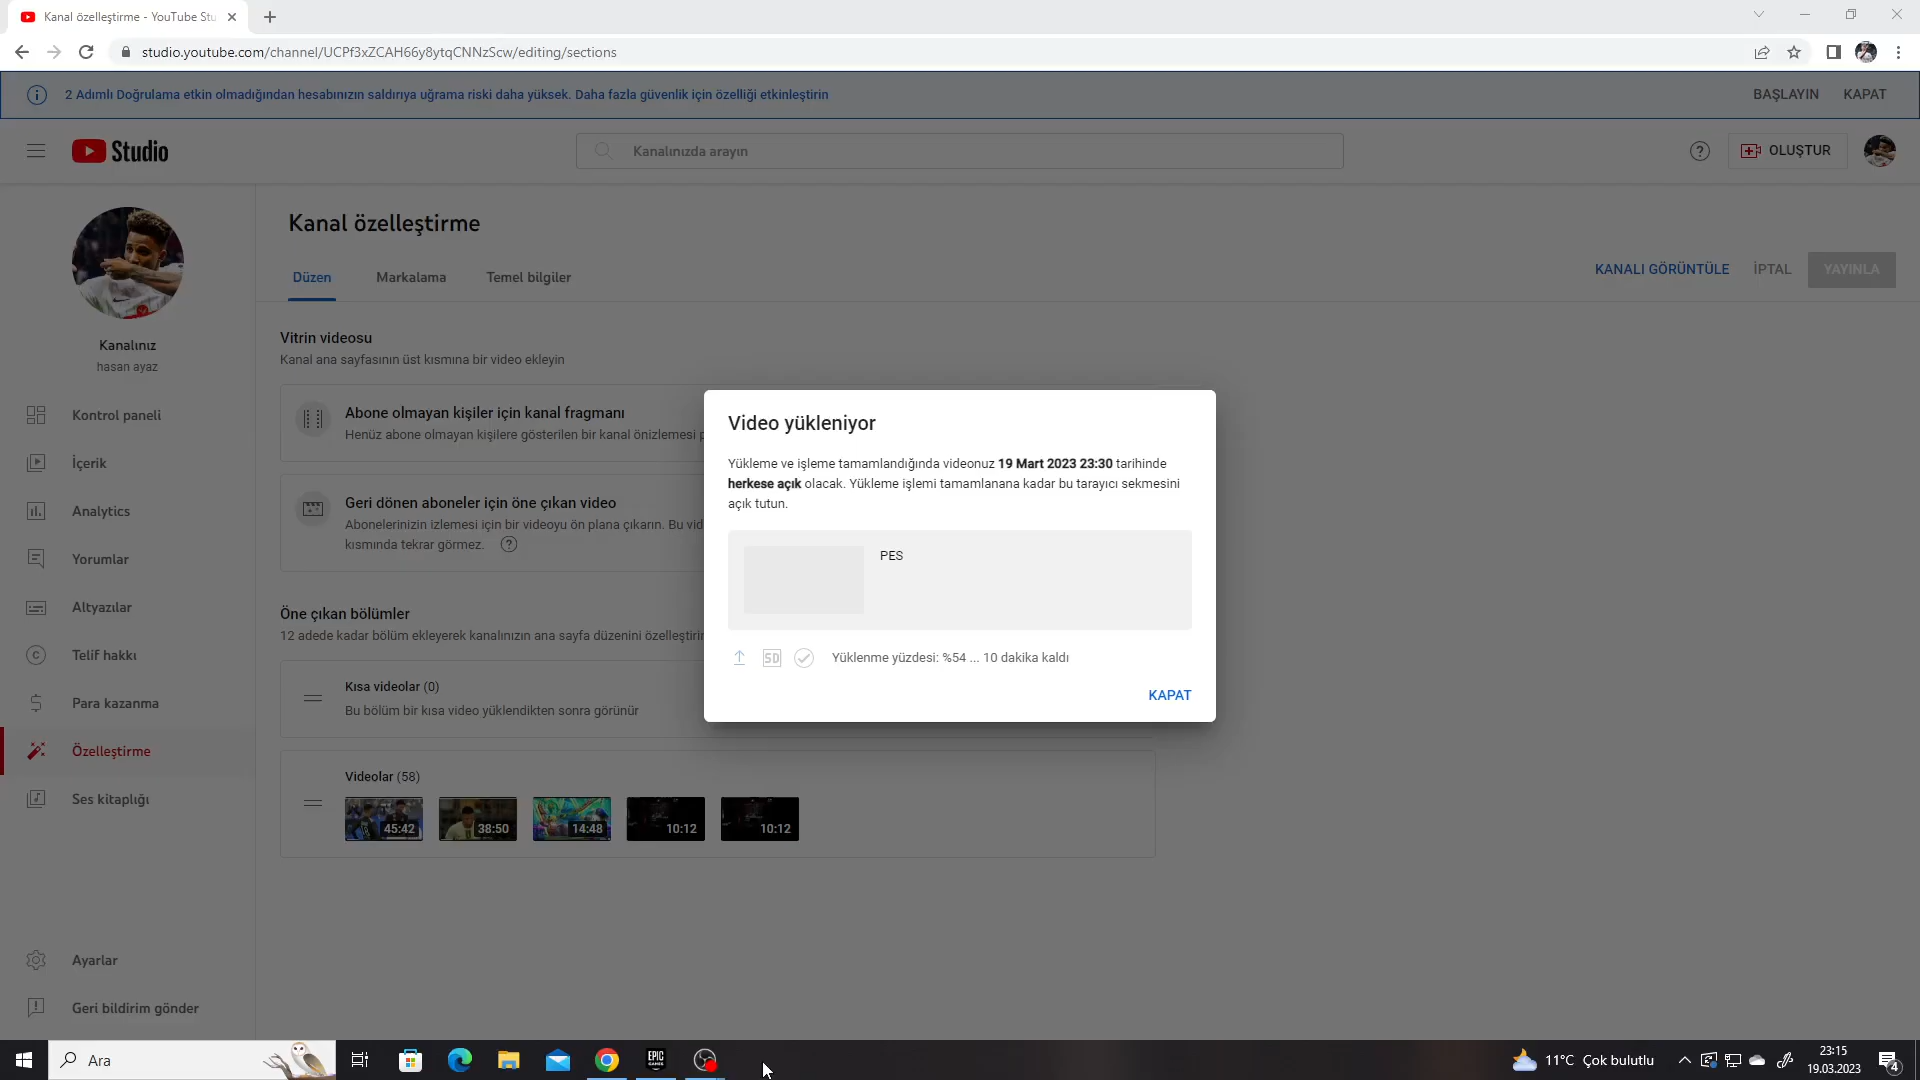 Kanal özelleştirme - YouTube Stu
studio.youtube.com/channel/UCPf3xZCAH66y8ytqCNNzScw/editing/sections
2 Adımlı Doğrulama etkin olmadığından hesabınızın saldırıya uğrama riski daha yüksek. Daha fazla güvenlik için özelliği etkinleştirin
BAŞLAYIN
KAPAT
Studio
Kanalınızda arayın
OLUŞTUR
Kanalınız
hasan ayaz
Kontrol paneli
İçerik
Analytics
Yorumlar
Altyazılar
Telif hakkı
Para kazanma
Özelleştirme
Ses kitaplığı
Ayarlar
Geri bildirim gönder
Kanal özelleştirme
Düzen
Markalama
Temel bilgiler
KANALI GÖRÜNTÜLE
İPTAL
YAYINLA
Vitrin videosu
Kanal ana sayfasının üst kısmına bir video ekleyin
Abone olmayan kişiler için kanal fragmanı
Henüz abone olmayan kişilere gösterilen bir kanal önizlemesi p
Geri dönen aboneler için öne çıkan video
Abonelerinizin izlemesi için bir videoyu ön plana çıkarın. Bu vid
kısmında tekrar görmez.
Öne çıkan bölümler
12 adede kadar bölüm ekleyerek kanalınızın ana sayfa düzenini özelleştirin
Kısa videolar (0)
Bu bölüm bir kısa video yüklendikten sonra görünür
Videolar (58)
45:42
38:50
14:48
10:12
10:12
Video yükleniyor
Yükleme ve işleme tamamlandığında videonuz 19 Mart 2023 23:30 tarihinde
herkese açık olacak. Yükleme işlemi tamamlanana kadar bu tarayıcı sekmesini
açık tutun.
PES
SD
Yüklenme yüzdesi: %54 ... 10 dakika kaldı
KAPAT
Ara
EPIC
GAMES
11°C Çok bulutlu
23:15
19.03.2023
4